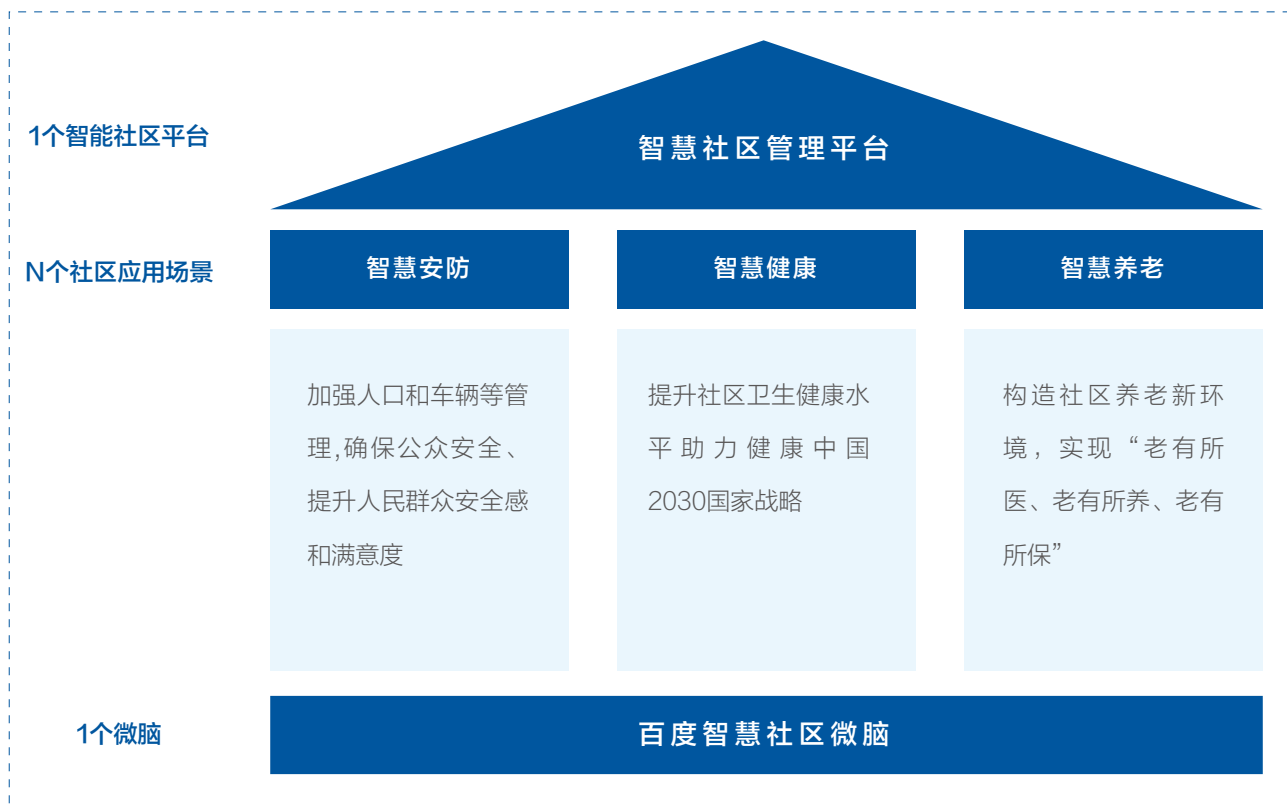 1个智能社区平台
智慧社区管理平台
N个社区应用场景
智慧安防
智慧健康
智慧养老
加强人口和车辆等管
理,确保公众安全、
提升人民群众安全感
和满意度
提升社区卫生健康水
平助力健康中国
2030国家战略
构造社区养老新环
境，实现“老有所
医、老有所养、老有
所保”
1个微脑
百度智慧社区微脑